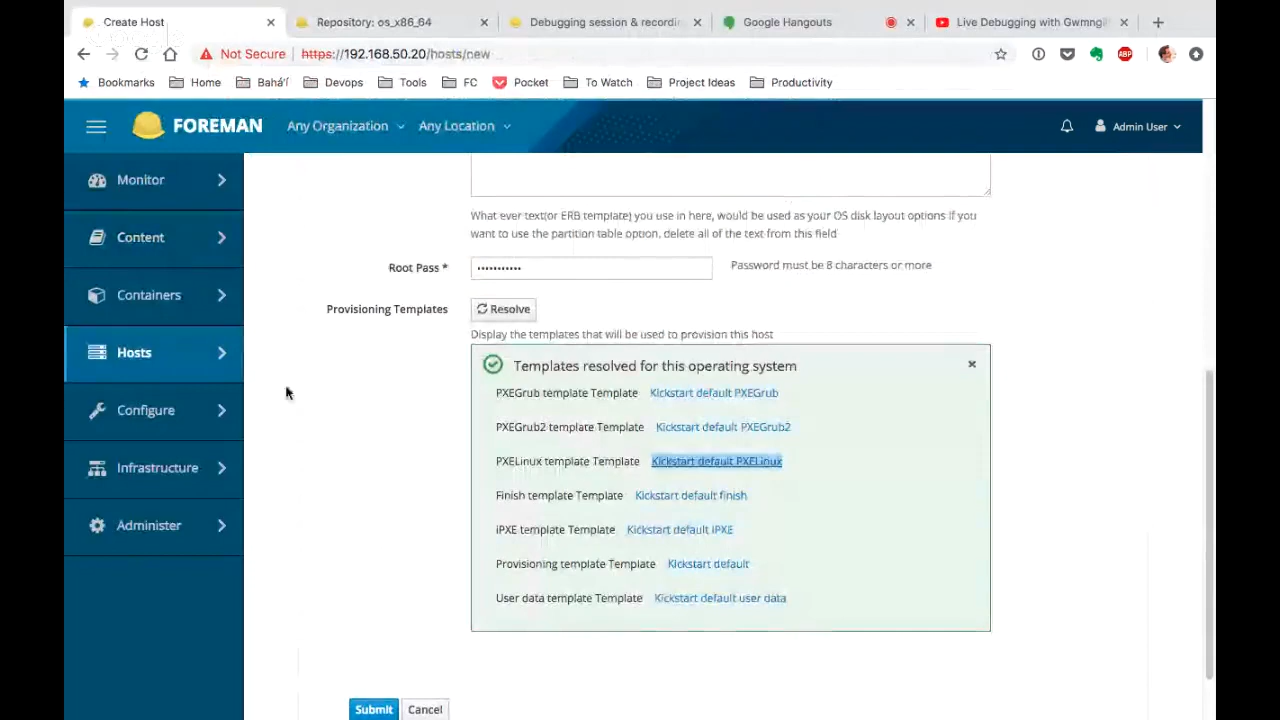 Create Host
Repository: os_x86_64
Debugging session & recordin
Google Hangouts
Live Debugging with Gwmngi
Not Secure https://192.168.50.20/hosts/new
ABP
Bookmarks Home Bahá'í Devops Tools FC Pocket To Watch Project Ideas Productivity
FOREMAN Any Organization Any Location Admin User
Monitor
Content
Containers
Hosts
Configure
Infrastructure
Administer
What ever text(or ERB template) you use in here, would be used as your OS disk layout options If you
want to use the partition table option, delete all of the text from this field
Root Pass * ••••••••••• Password must be 8 characters or more
Provisioning Templates Resolve
Display the templates that will be used to provision this host
Templates resolved for this operating system
PXEGrub template Template Kickstart default PXEGrub
PXEGrub2 template Template Kickstart default PXEGrub2
PXELinux template Template Kickstart default PXELinux
Finish template Template Kickstart default finish
iPXE template Template Kickstart default iPXE
Provisioning template Template Kickstart default
User data template Template Kickstart default user data
Submit Cancel